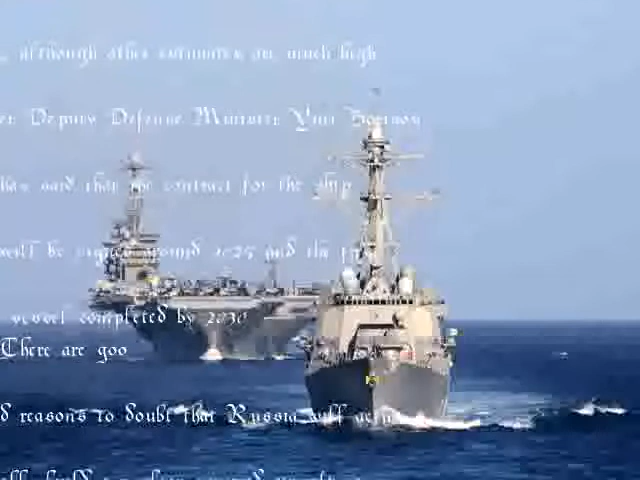 , although other estimates are much high
er. Deputy Defense Minister Yuri Borisov
has said that the contract for the ship
will be signed around 2025 and the
vessel completed by 2030
There are goo
d reasons to doubt that Russia will actu